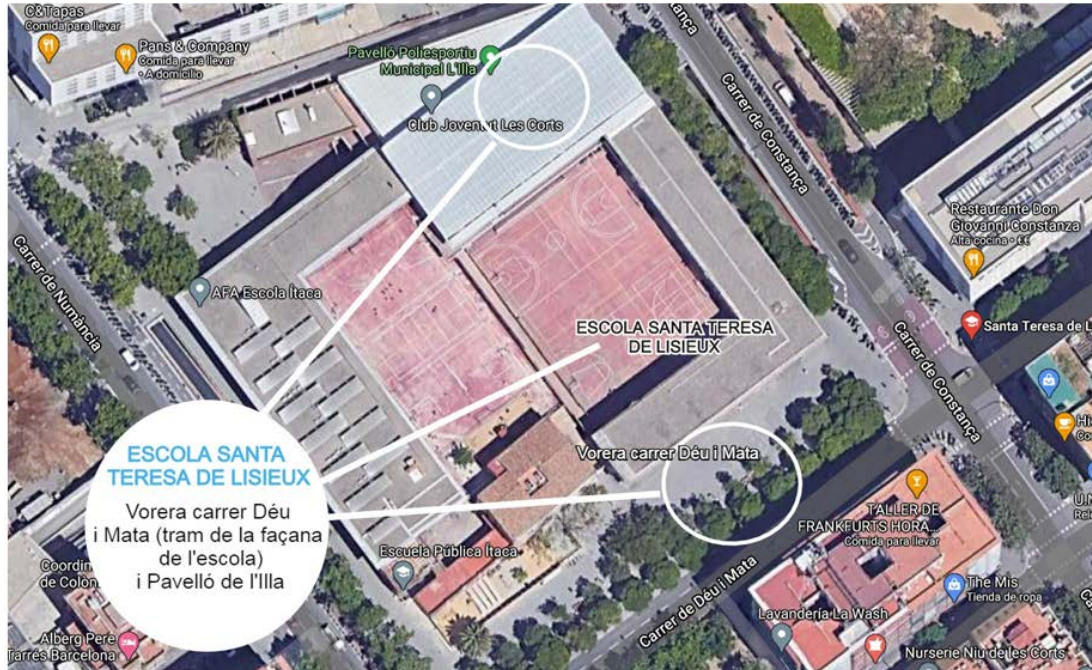 C&Tapas
Comida para llevar
Pans & Company
Comida para llevar
• A domicilio
Pavelló Poliesportiu
Municipal L'Illa
Club Joventut Les Corts
Constança
Carrer de Constança
Restaurante Don
Giovanni Constanza
Alta cocina • €€
Carrer de Numància
AFA Escola Ítaca
ESCOLA SANTA TERESA
DE LISIEUX
Santa Teresa de L
Carrer de Constança
ESCOLA SANTA
TERESA DE LISIEUX
Vorera carrer Déu
i Mata (tram de la façana
de l'escola)
i Pavelló de l'Illa
Vorera carrer Déu i Mata
TALLER DE
FRANKFURTS HORA...
Comida para llevar
Escuela Pública Ítaca
Coordin
de Colon
Carrer de Déu i Mata
The Mis
Tienda de ropa
Lavandería La Wash
Alberg Pere
Tarrés Barcelona
Nurserie Niu de les Corts